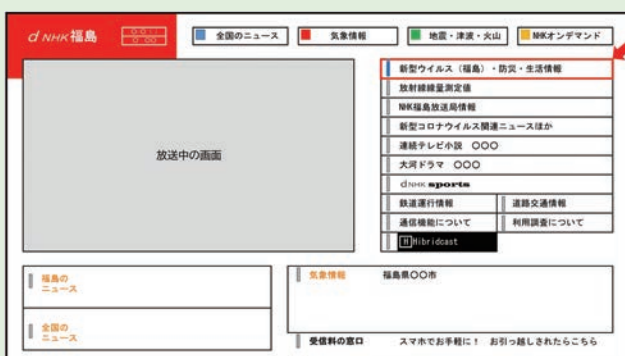 d NHK福島
全国のニュース
気象情報
地震・津波・火山
NHKオンデマンド
放送中の画面
新型ウイルス（福島）・防災・生活情報
放射線線量測定値
NHK福島放送局情報
新型コロナウイルス関連ニュースほか
連続テレビ小説　〇〇〇
大河ドラマ　〇〇〇
dNHK sports
鉄道運行情報
道路交通情報
通信機能について
利用調査について
H Hibridcast
福島の
ニュース
全国の
ニュース
気象情報　福島県〇〇市
受信料の窓口　スマホでお手軽に！　お引っ越しされたらこちら